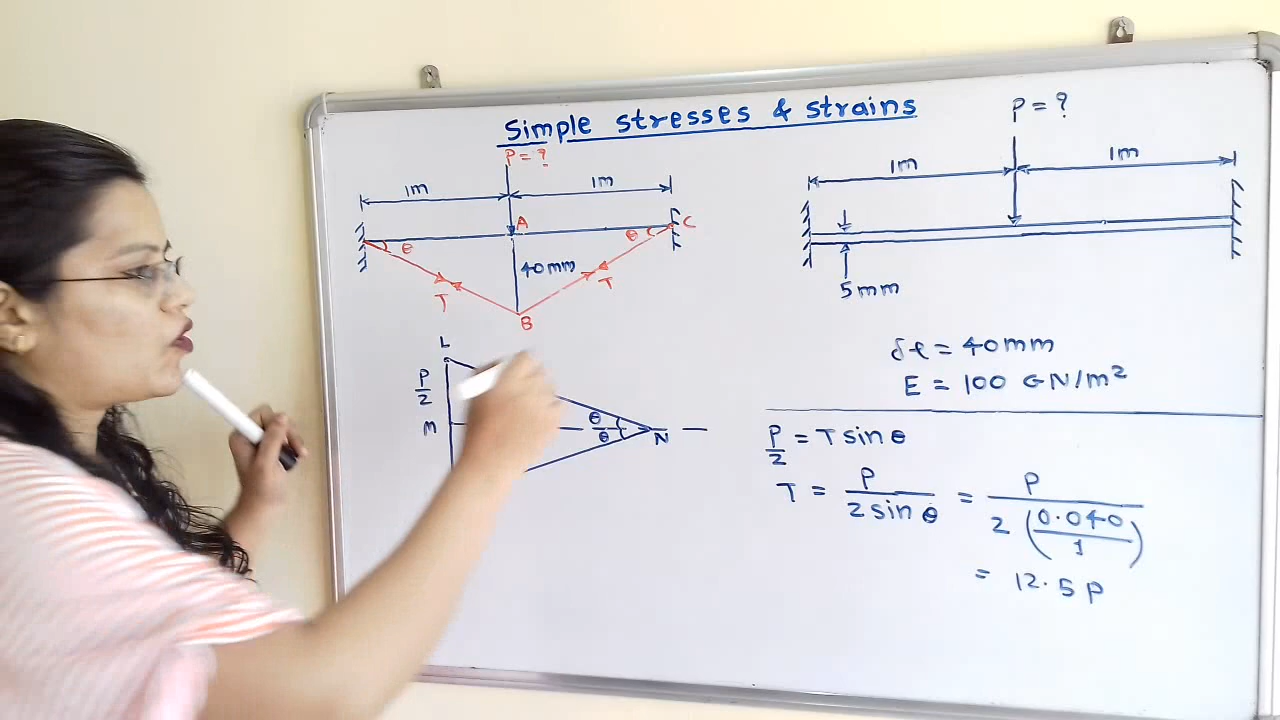 Simple stresses & strains
P = ?
1m
1m
A
C
θ
θ
40mm
T
T
B
L
P/2
M
θ
θ
N
P = ?
1m
1m
5mm
δℓ = 40mm
E = 100 GN/m²
P/2 = T sin θ
T = P / 2 sin θ = P / 2 (0.040/1)
= 12.5 P